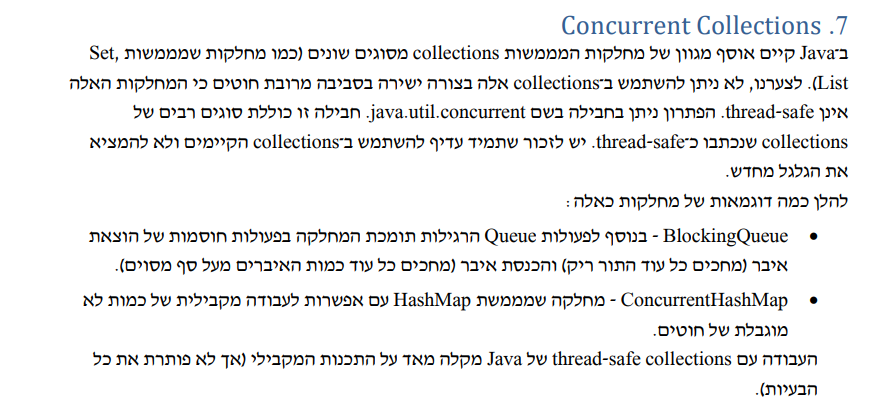 7. Concurrent Collections
ב־Java קיים אוסף מגוון של מחלקות המממשות collections מסוגים שונים (כמו מחלקות שמממשות Set,
List). לצערנו, לא ניתן להשתמש ב־collections אלה בצורה ישירה בסביבה מרובת חוטים כי המחלקות האלה
אינן thread-safe. הפתרון ניתן בחבילה בשם java.util.concurrent. חבילה זו כוללת סוגים רבים של
collections שנכתבו כ־thread-safe. יש לזכור שתמיד עדיף להשתמש ב־collections הקיימים ולא להמציא
את הגלגל מחדש.
להלן כמה דוגמאות של מחלקות כאלה:
• BlockingQueue - בנוסף לפעולות Queue הרגילות תומכת המחלקה בפעולות חוסמות של הוצאת
איבר (מחכים כל עוד התור ריק) והכנסת איבר (מחכים כל עוד כמות האיברים מעל סף מסוים).
• ConcurrentHashMap - מחלקה שמממשת HashMap עם אפשרות לעבודה מקבילית של כמות לא
מוגבלת של חוטים.
העבודה עם thread-safe collections של Java מקלה מאד על התכנות המקבילי (אך לא פותרת את כל
הבעיות).